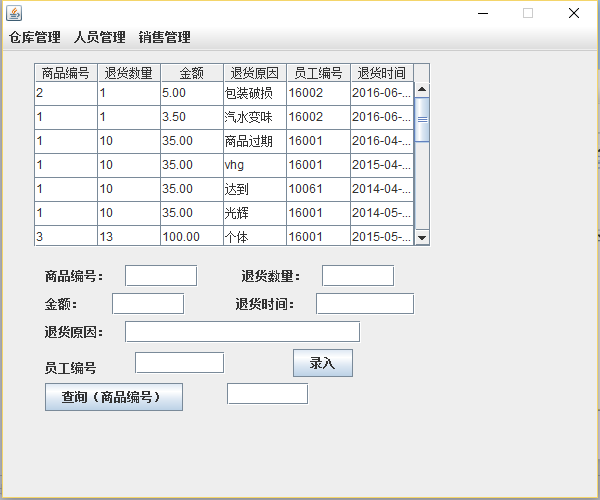 仓库管理 人员管理 销售管理
商品编号 退货数量 金额 退货原因 员工编号 退货时间
2 1 5.00 包装破损 16002 2016-06-...
1 1 3.50 汽水变味 16002 2016-06-...
1 10 35.00 商品过期 16001 2016-04-...
1 10 35.00 vhg 16001 2015-04-...
1 10 35.00 达到 10061 2014-04-...
1 10 35.00 光辉 16001 2014-05-...
3 13 100.00 个体 16001 2015-05-...
商品编号： 退货数量：
金额： 退货时间：
退货原因：
员工编号 录入
查询（商品编号）